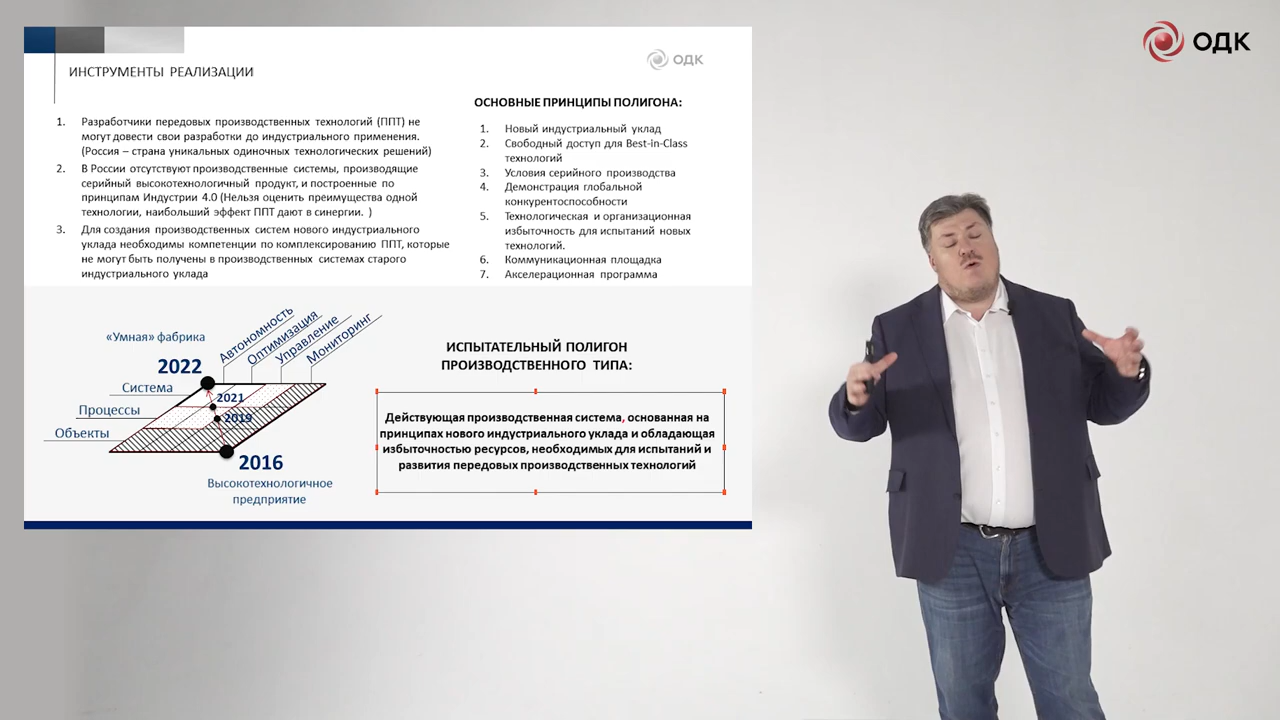 ОДК
ОДК
ИНСТРУМЕНТЫ РЕАЛИЗАЦИИ
1. Разработчики передовых производственных технологий (ППТ) не
могут довести свои разработки до индустриального применения.
(Россия – страна уникальных одиночных технологических решений)
2. В России отсутствуют производственные системы, производящие
серийный высокотехнологичный продукт, и построенные по
принципам Индустрии 4.0 (Нельзя оценить преимущества одной
технологии, наибольший эффект ППТ дают в синергии. )
3. Для создания производственных систем нового индустриального
уклада необходимы компетенции по комплексированию ППТ, которые
не могут быть получены в производственных системах старого
индустриального уклада
ОСНОВНЫЕ ПРИНЦИПЫ ПОЛИГОНА:
1. Новый индустриальный уклад
2. Свободный доступ для Best-in-Class
технологий
3. Условия серийного производства
4. Демонстрация глобальной
конкурентоспособности
5. Технологическая и организационная
избыточность для испытаний новых
технологий.
6. Коммуникационная площадка
7. Акселерационная программа
«Умная» фабрика
2022
Автономность
Оптимизация
Управление
Мониторинг
Система
Процессы
Объекты
2021
2019
2016
Высокотехнологичное
предприятие
ИСПЫТАТЕЛЬНЫЙ ПОЛИГОН
ПРОИЗВОДСТВЕННОГО ТИПА:
Действующая производственная система, основанная на
принципах нового индустриального уклада и обладающая
избыточностью ресурсов, необходимых для испытаний и
развития передовых производственных технологий